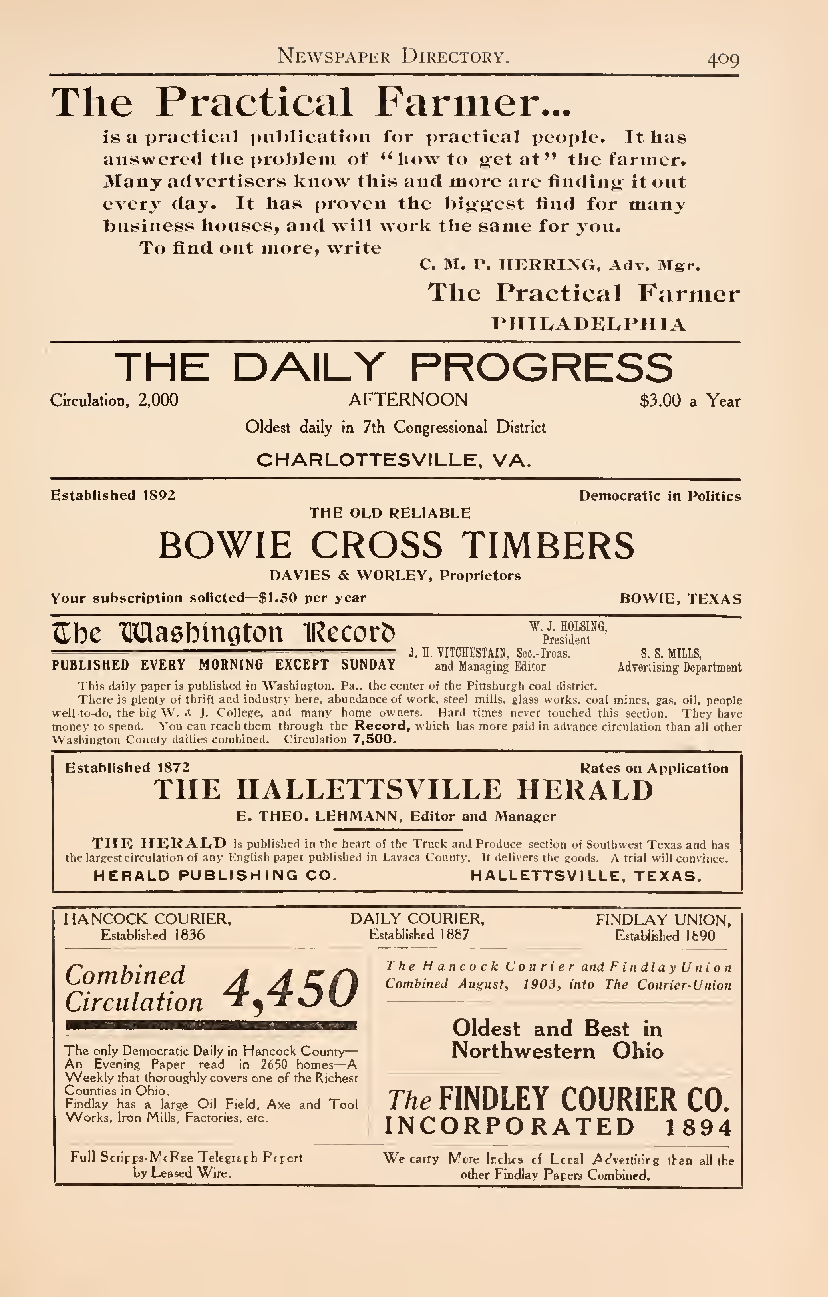 NEWSPAPER DIRECTORY. 409
The Practical Farmer...
is a practical publication for practical people. It has
answered the problem of “how to get at” the farmer.
Many advertisers know this and more are finding it out
every day. It has proven the biggest find for many
business houses, and will work the same for you.
To find out more, write
C. M. P. HERRING, Adv. Mgr.
The Practical Farmer
PHILADELPHIA
THE DAILY PROGRESS
Circulation, 2,000 AFTERNOON $3.00 a Year
Oldest daily in 7th Congressional District
CHARLOTTESVILLE, VA.
Established 1892 Democratic in Politics
THE OLD RELIABLE
BOWIE CROSS TIMBERS
DAVIES & WORLEY, Proprietors
Your subscription solicted—$1.50 per year BOWIE, TEXAS
The Washington Record
PUBLISHED EVERY MORNING EXCEPT SUNDAY
W. J. HOLSING,
President
J. H. VITCHESTAIN, Sec.-Treas.
and Managing Editor
S. S. MILLS,
Advertising Department
This daily paper is published in Washington, Pa., the center of the Pittsburgh coal district.
There is plenty of thrift and industry here, abundance of work, steel mills, glass works, coal mines, gas, oil, people
well-to-do, the big W. & J. College, and many home owners. Hard times never touched this section. They have
money to spend. You can reach them through the Record, which has more paid in advance circulation than all other
Washington County dailies combined. Circulation 7,500.
Established 1872 Rates on Application
THE HALLETTSVILLE HERALD
E. THEO. LEHMANN, Editor and Manager
THE HERALD is published in the heart of the Truck and Produce section of Southwest Texas and has
the largest circulation of any English paper published in Lavaca County. It delivers the goods. A trial will convince.
HERALD PUBLISHING CO. HALLETTSVILLE, TEXAS.
HANCOCK COURIER, DAILY COURIER, FINDLAY UNION,
Established 1836 Established 1887 Established 1890
Combined
Circulation 4,450
The only Democratic Daily in Hancock County—
An Evening Paper read in 2650 homes—A
Weekly that thoroughly covers one of the Richest
Counties in Ohio.
Findlay has a large Oil Field, Axe and Tool
Works, Iron Mills, Factories, etc.
Full Scripps-McRae Telegraph Report
by Leased Wire.
The Hancock Courier and Findlay Union
Combined August, 1903, into The Courier-Union
Oldest and Best in
Northwestern Ohio
The FINDLEY COURIER CO.
INCORPORATED 1894
We carry More Inches of Local Advertising than all the
other Findlay Papers Combined.